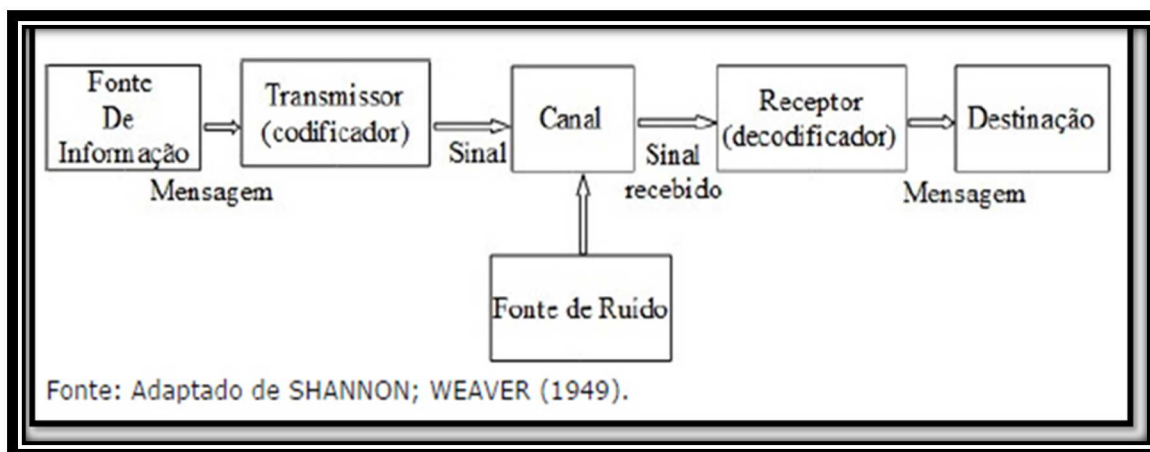 Fonte
De
Informação
Transmissor
(codificador)
Canal
Receptor
(decodificador)
Destinação
Mensagem
Sinal
Sinal
recebido
Mensagem
Fonte de Ruído
Fonte: Adaptado de SHANNON; WEAVER (1949).